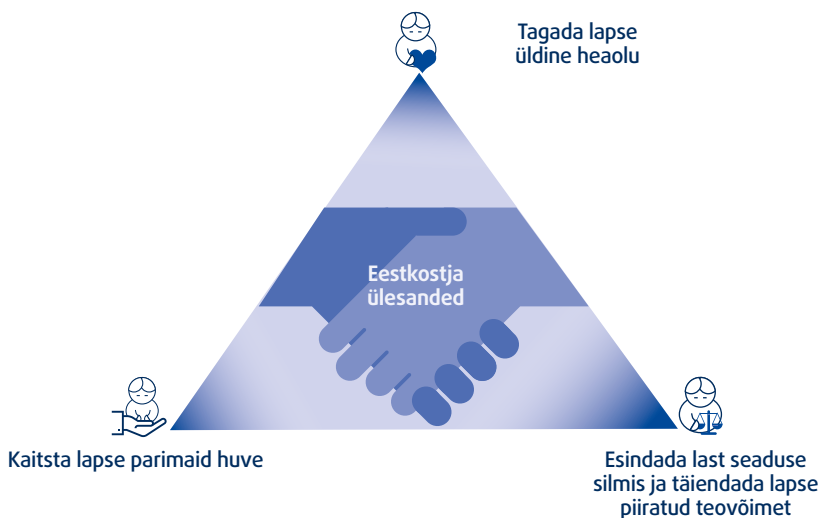 Tagada lapse
üldine heaolu
Eestkostja
ülesanded
Kaitsta lapse parimaid huve
Esindada last seaduse
silmis ja täiendada lapse
piiratud teovõimet